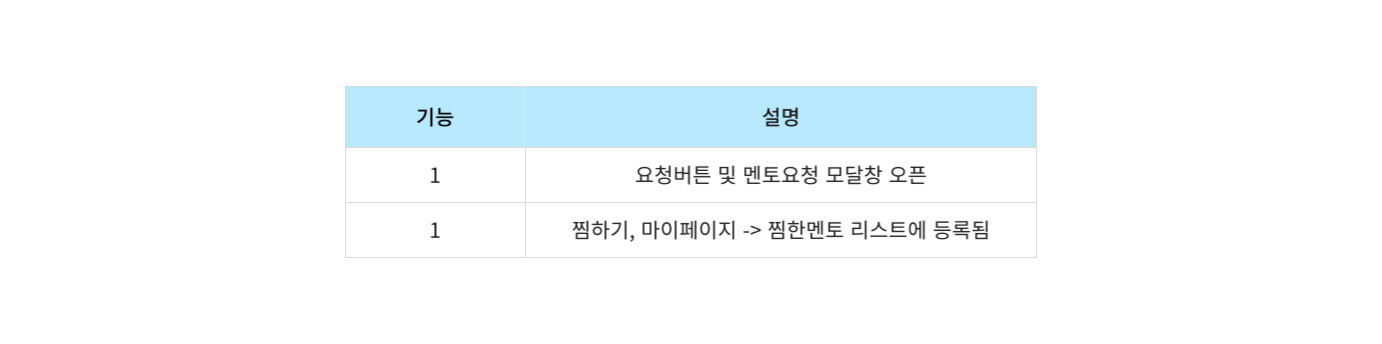 기능 설명
1 요청버튼 및 멘토요청 모달창 오픈
1 찜하기, 마이페이지 -> 찜한멘토 리스트에 등록됨